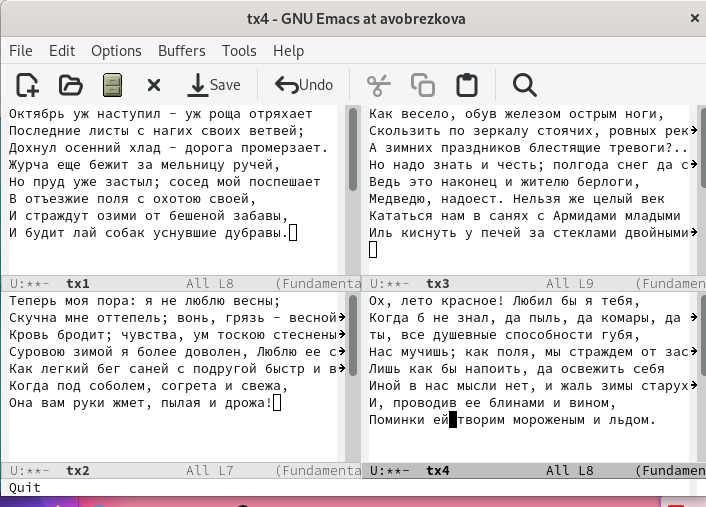 tx4 - GNU Emacs at avobrezkova
File Edit Options Buffers Tools Help
Save Undo
Октябрь уж наступил - уж роща отряхает
Последние листы с нагих своих ветвей;
Дохнул осенний хлад - дорога промерзает.
Журча еще бежит за мельницу ручей,
Но пруд уже застыл; сосед мой поспешает
В отъезжие поля с охотою своей,
И страждут озими от бешеной забавы,
И будит лай собак уснувшие дубравы.
U:**- tx1 All L8 (Fundamenta
Как весело, обув железом острым ноги,
Скользить по зеркалу стоячих, ровных рек
А зимних праздников блестящие тревоги?..
Но надо знать и честь; полгода снег да с
Ведь это наконец и жителю берлоги,
Медведю, надоест. Нельзя же целый век
Кататься нам в санях с Армидами младыми
Иль киснуть у печей за стеклами двойными
U:**- tx3 All L9 (Fundamenta
Теперь моя пора: я не люблю весны;
Скучна мне оттепель; вонь, грязь - весной
Кровь бродит; чувства, ум тоскою стеснены
Суровою зимой я более доволен, Люблю ее с
Как легкий бег саней с подругой быстр и в
Когда под соболем, согрета и свежа,
Она вам руки жмет, пылая и дрожа!
U:**- tx2 All L7 (Fundamenta
Ох, лето красное! Любил бы я тебя,
Когда б не знал, да пыль, да комары, да
ты, все душевные способности губя,
Нас мучишь; как поля, мы страждем от зас
Лишь как бы напоить, да освежить себя
Иной в нас мысли нет, и жаль зимы старух
И, проводив ее блинами и вином,
Поминки ей творим мороженым и льдом.
U:**- tx4 All L8 (Fundamen
Quit